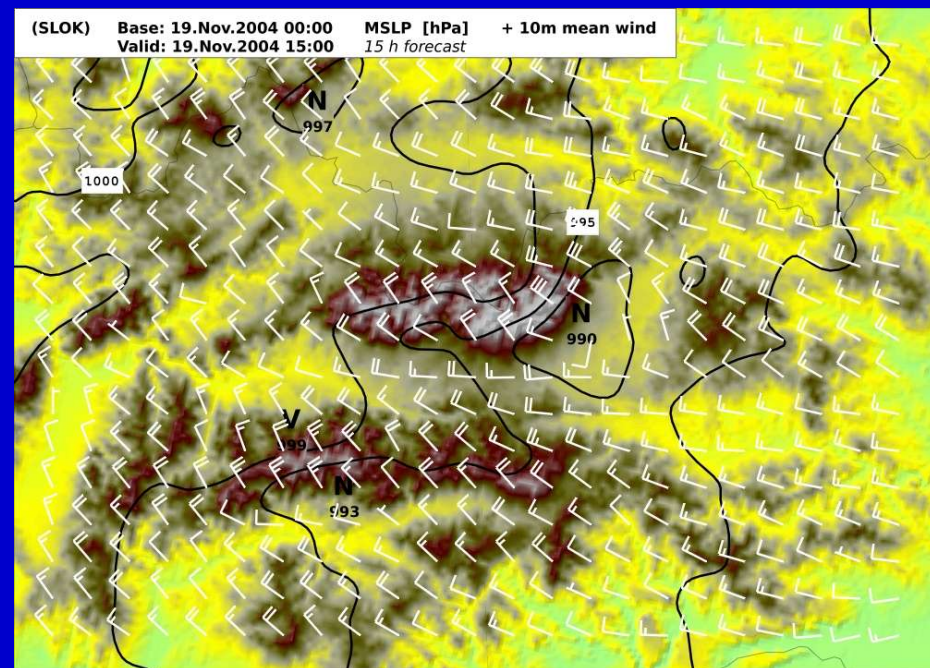 (SLOK) Base: 19.Nov.2004 00:00 MSLP [hPa] + 10m mean wind
Valid: 19.Nov.2004 15:00 15 h forecast
N
997
1000
995
N
990
V
999
N
993